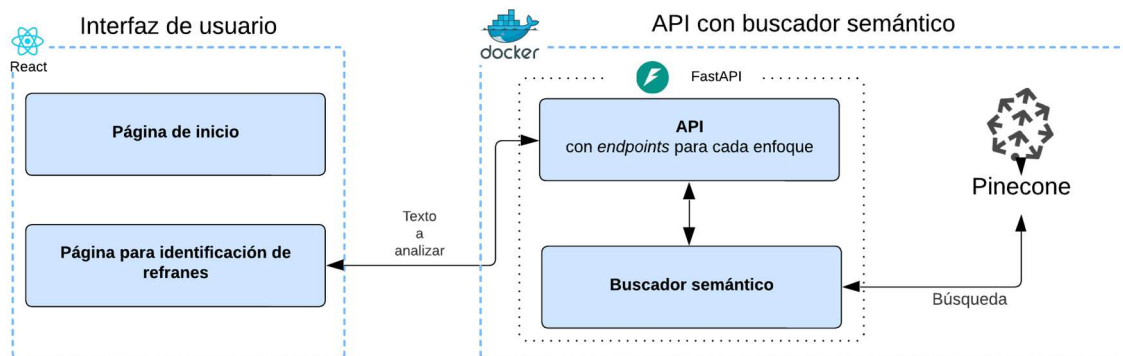 Interfaz de usuario
API con buscador semántico
React
docker
FastAPI
Página de inicio
API
con endpoints para cada enfoque
Pinecone
Texto
a
analizar
Página para identificación de
refranes
Buscador semántico
Búsqueda